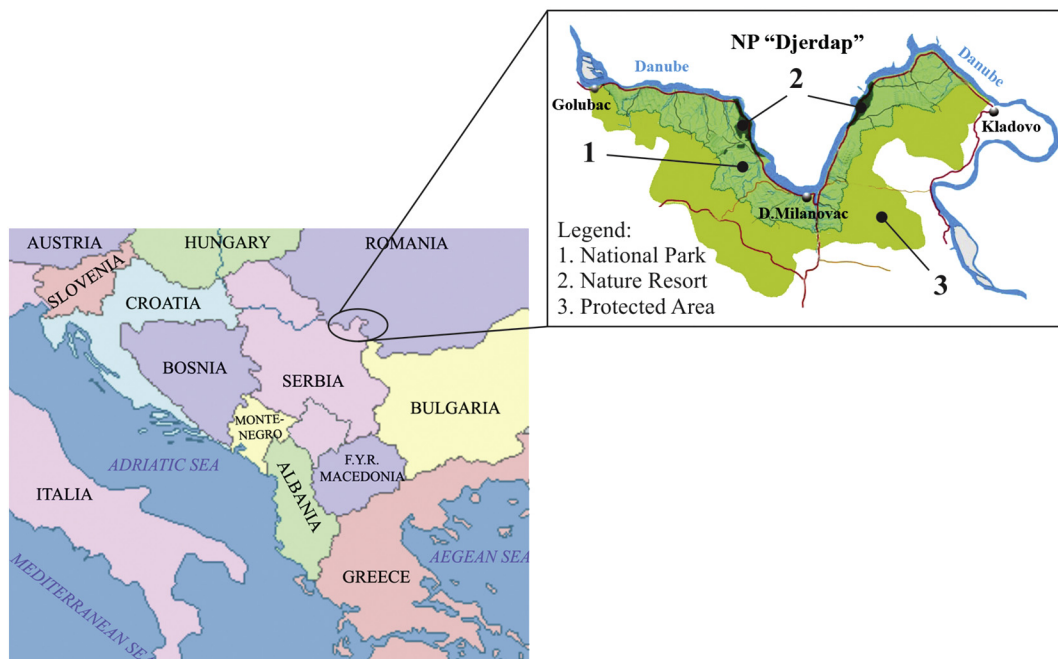 NP “Djerdap”
Danube
2
Danube
Golubac
Kladovo
1
D.Milanovac
Legend:
1. National Park
2. Nature Resort
3. Protected Area
3
AUSTRIA
HUNGARY
ROMANIA
SLOVENIA
CROATIA
BOSNIA
SERBIA
BULGARIA
MONTE-
NEGRO
F.Y.R.
MACEDONIA
ADRIATIC SEA
ITALIA
ALBANIA
AEGEAN SEA
GREECE
MEDITERRANEAN SE